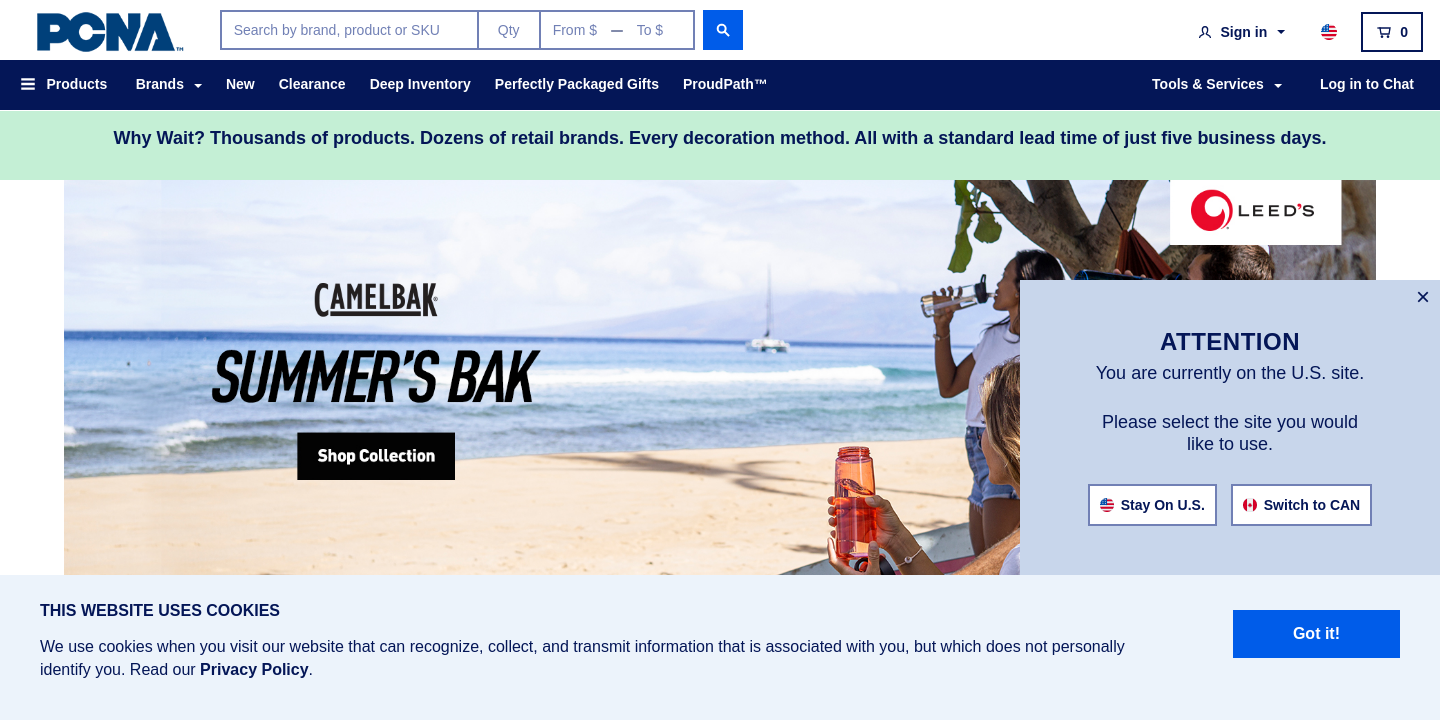 PCNA™
Search by brand, product or SKU
Qty
From $ — To $
Sign in
0
Products
Brands
New
Clearance
Deep Inventory
Perfectly Packaged Gifts
ProudPath™
Tools & Services
Log in to Chat
Why Wait? Thousands of products. Dozens of retail brands. Every decoration method. All with a standard lead time of just five business days.
LEED'S
CAMELBAK®
SUMMER'S BAK
Shop Collection
×
ATTENTION
You are currently on the U.S. site.
Please select the site you would
like to use.
Stay On U.S.
Switch to CAN
THIS WEBSITE USES COOKIES
We use cookies when you visit our website that can recognize, collect, and transmit information that is associated with you, but which does not personally
identify you. Read our Privacy Policy.
Got it!